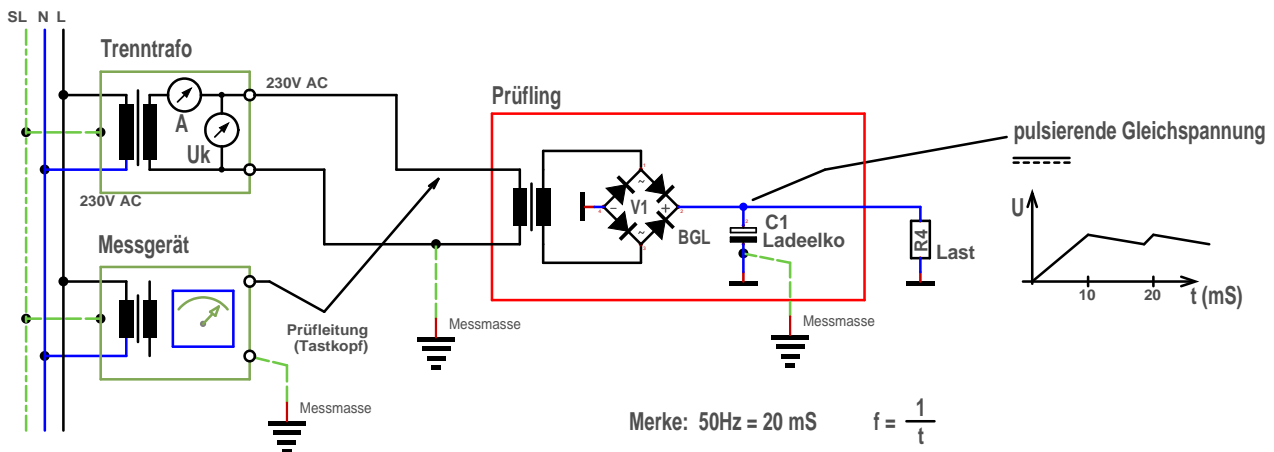 SL N L
Trenntrafo
230V AC
A
Uk
230V AC
Messgerät
Prüfleitung
(Tastkopf)
Messmasse
Messmasse
Prüfling
~
V1
~
BGL
C1
Ladeelko
Messmasse
R4
Last
pulsierende Gleichspannung
U
10 20
t (mS)
Merke: 50Hz = 20 mS f = 1
t